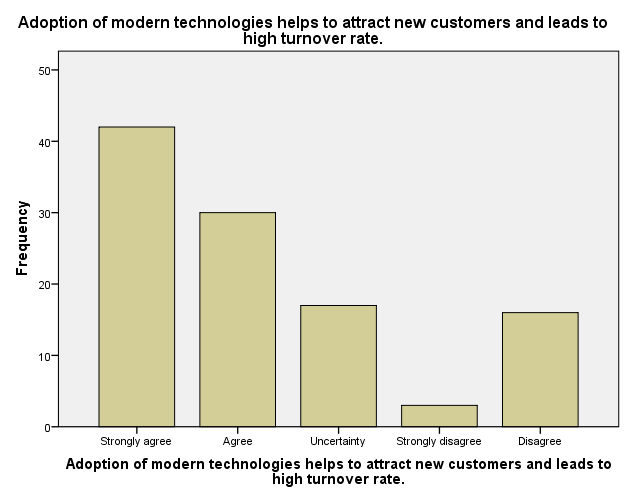 Adoption of modern technologies helps to attract new customers and leads to
high turnover rate.
50
40
30
20
10
0
Frequency
Strongly agree
Agree
Uncertainty
Strongly disagree
Disagree
Adoption of modern technologies helps to attract new customers and leads to
high turnover rate.